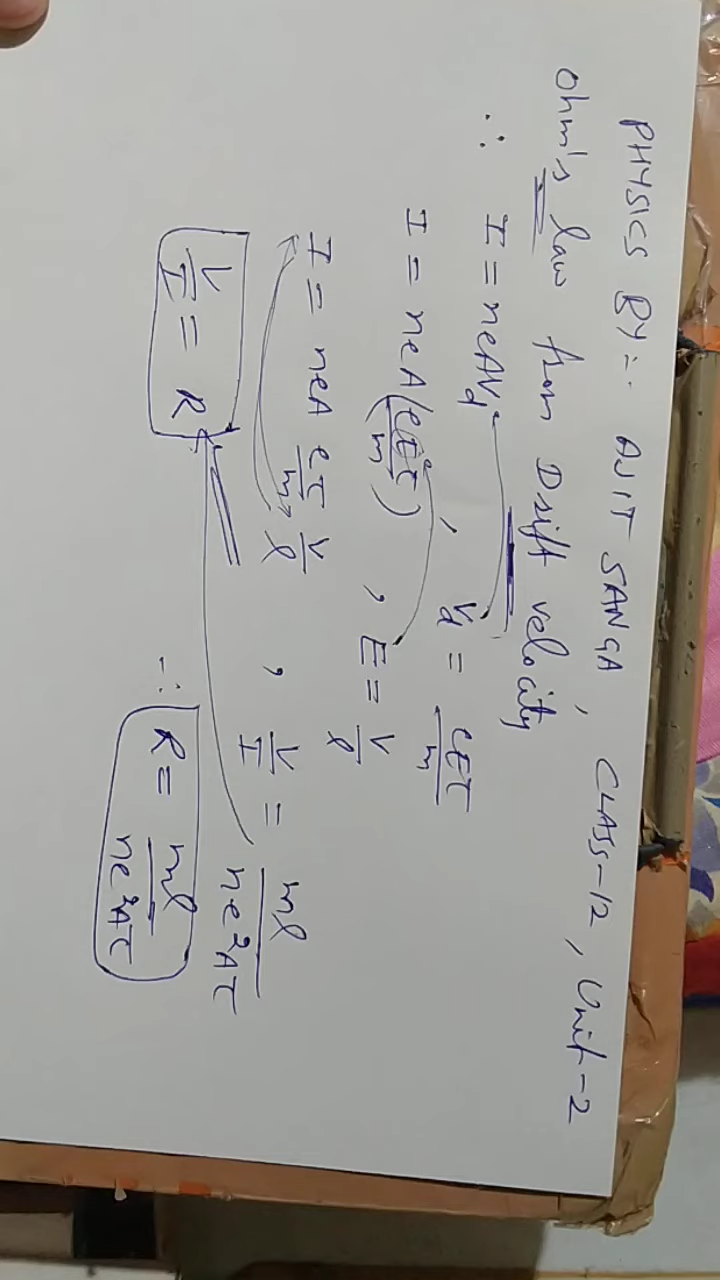 PHYSICS BY:- AJIT SANGA, CLASS-12, Unit-2
Ohm's law from Drift velocity
∴ I = neAVd , Vd = eEτ/m
I = neA(eEτ/m) , E = V/l
I = neA eτ/m V/l , V/I = ml/ne²Aτ
V/I = R ∴ R = ml/ne²Aτ